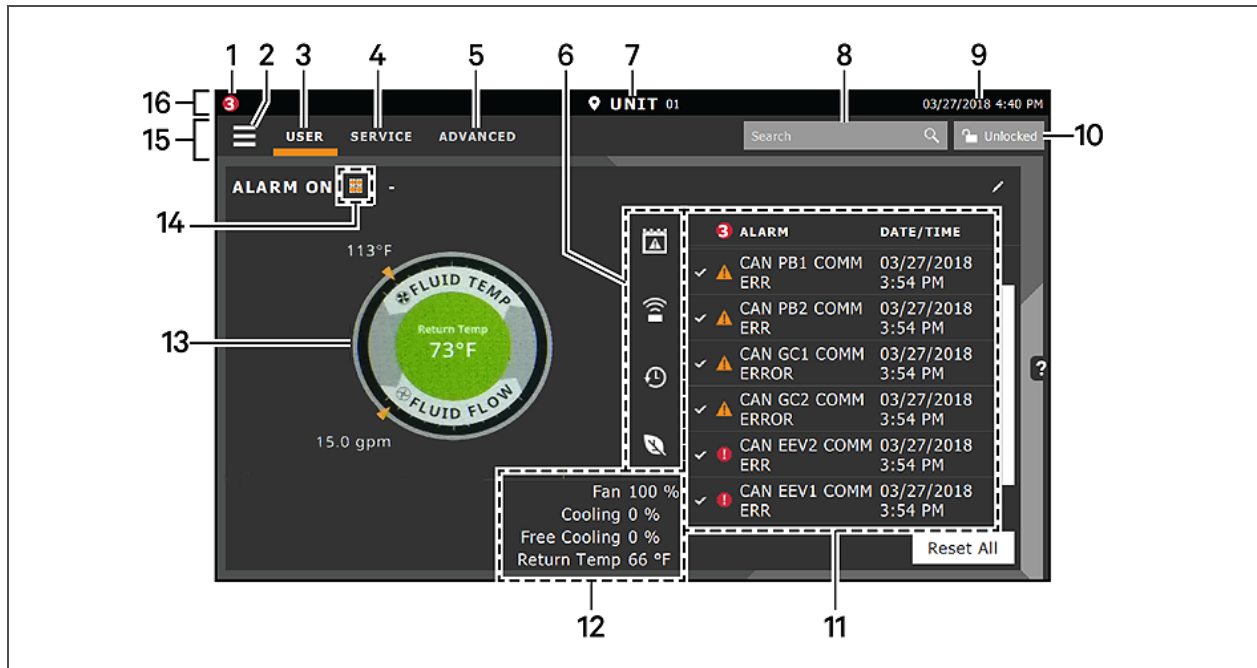 1 2 3 4 5 6 7 8 9
16 3 UNIT 01 03/27/2018 4:40 PM
15 USER SERVICE ADVANCED Search Unlocked 10
ALARM ON -
14
3 ALARM DATE/TIME
CAN PB1 COMM ERR 03/27/2018 3:54 PM
CAN PB2 COMM ERR 03/27/2018 3:54 PM
CAN GC1 COMM ERROR 03/27/2018 3:54 PM
CAN GC2 COMM ERROR 03/27/2018 3:54 PM
CAN EEV2 COMM ERR 03/27/2018 3:54 PM
CAN EEV1 COMM ERR 03/27/2018 3:54 PM
?
113°F
FLUID TEMP
Return Temp
73°F
13
FLUID FLOW
15.0 gpm
Fan 100 %
Cooling 0 %
Free Cooling 0 %
Return Temp 66 °F
Reset All
12 11